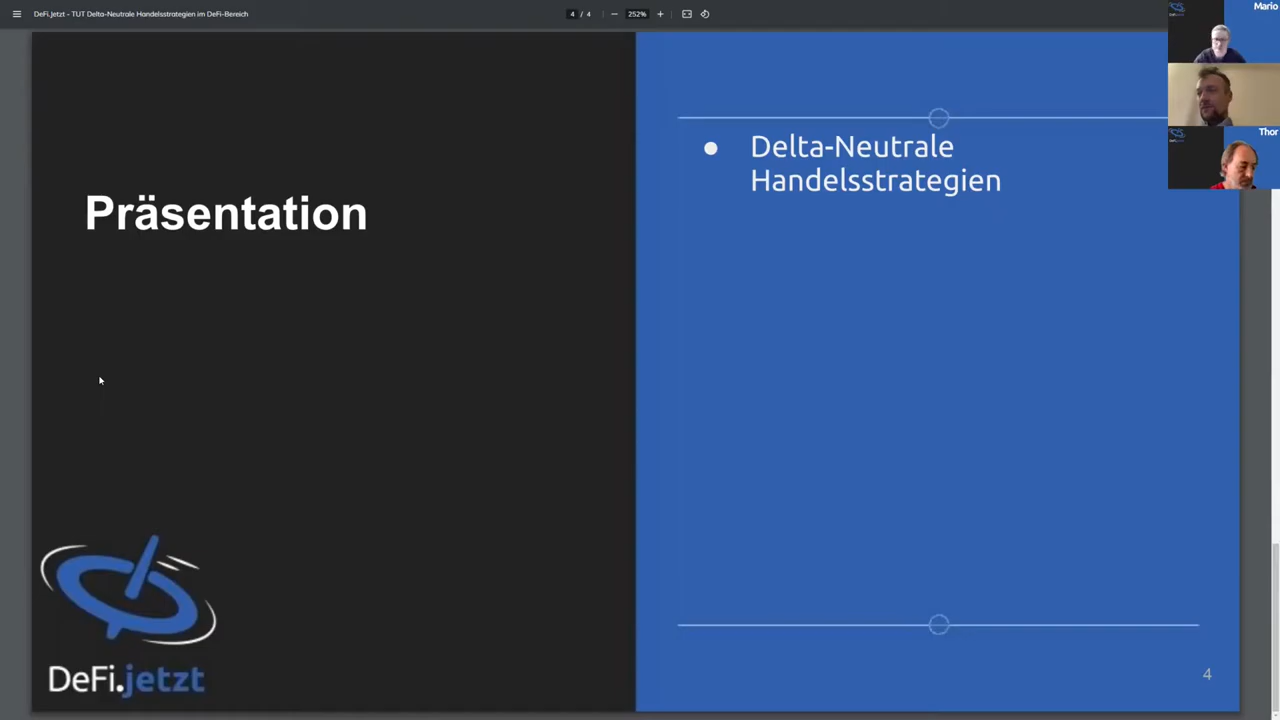 DeFi.Jetzt - TUT Delta-Neutrale Handelsstrategien im DeFi-Bereich
4 / 4
252%
Mario
Thor
Präsentation
● Delta-Neutrale
Handelsstrategien
DeFi.jetzt
4